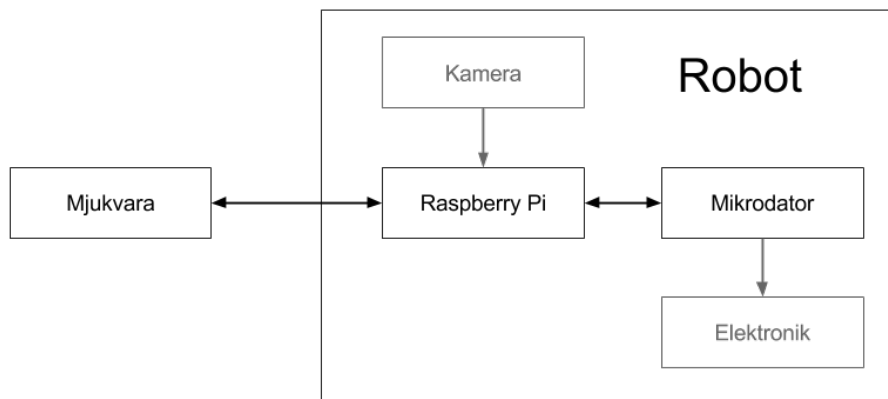 Kamera
Robot
Mjukvara
Raspberry Pi
Mikrodator
Elektronik